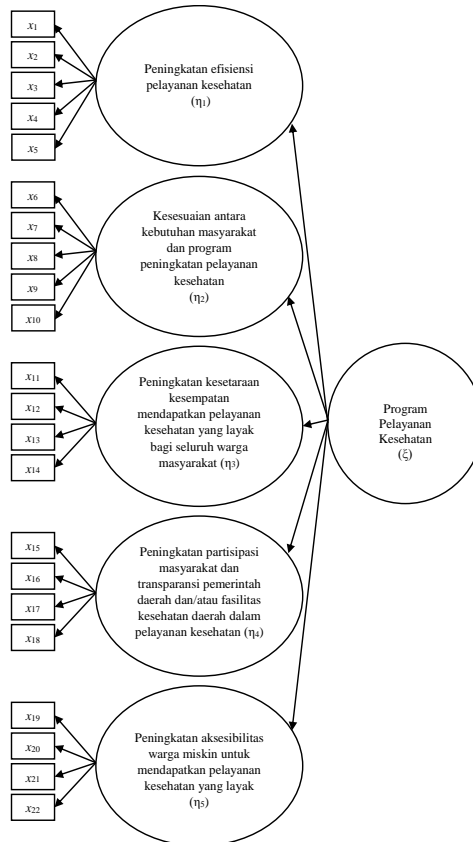 x1
x2
x3
x4
x5
Peningkatan efisiensi
pelayanan kesehatan
(η1)
x6
x7
x8
x9
x10
Kesesuaian antara
kebutuhan masyarakat
dan program
peningkatan pelayanan
kesehatan
(η2)
x11
x12
x13
x14
Peningkatan kesetaraan
kesempatan
mendapatkan pelayanan
kesehatan yang layak
bagi seluruh warga
masyarakat (η3)
Program
Pelayanan
Kesehatan
(ξ)
x15
x16
x17
x18
Peningkatan partisipasi
masyarakat dan
transparansi pemerintah
daerah dan/atau fasilitas
kesehatan daerah dalam
pelayanan kesehatan (η4)
x19
x20
x21
x22
Peningkatan aksesibilitas
warga miskin untuk
mendapatkan pelayanan
kesehatan yang layak
(η5)